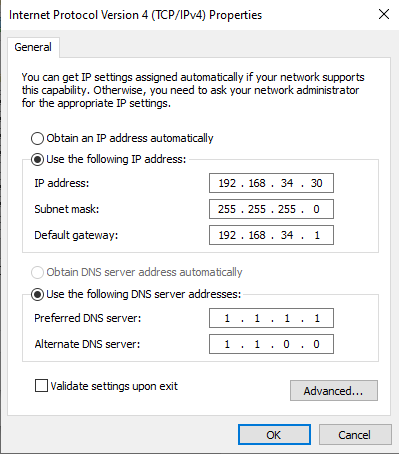 Internet Protocol Version 4 (TCP/IPv4) Properties
General
You can get IP settings assigned automatically if your network supports
this capability. Otherwise, you need to ask your network administrator
for the appropriate IP settings.
Obtain an IP address automatically
Use the following IP address:
IP address: 192 . 168 . 34 . 30
Subnet mask: 255 . 255 . 255 . 0
Default gateway: 192 . 168 . 34 . 1
Obtain DNS server address automatically
Use the following DNS server addresses:
Preferred DNS server: 1 . 1 . 1 . 1
Alternate DNS server: 1 . 1 . 0 . 0
Validate settings upon exit
Advanced...
OK Cancel